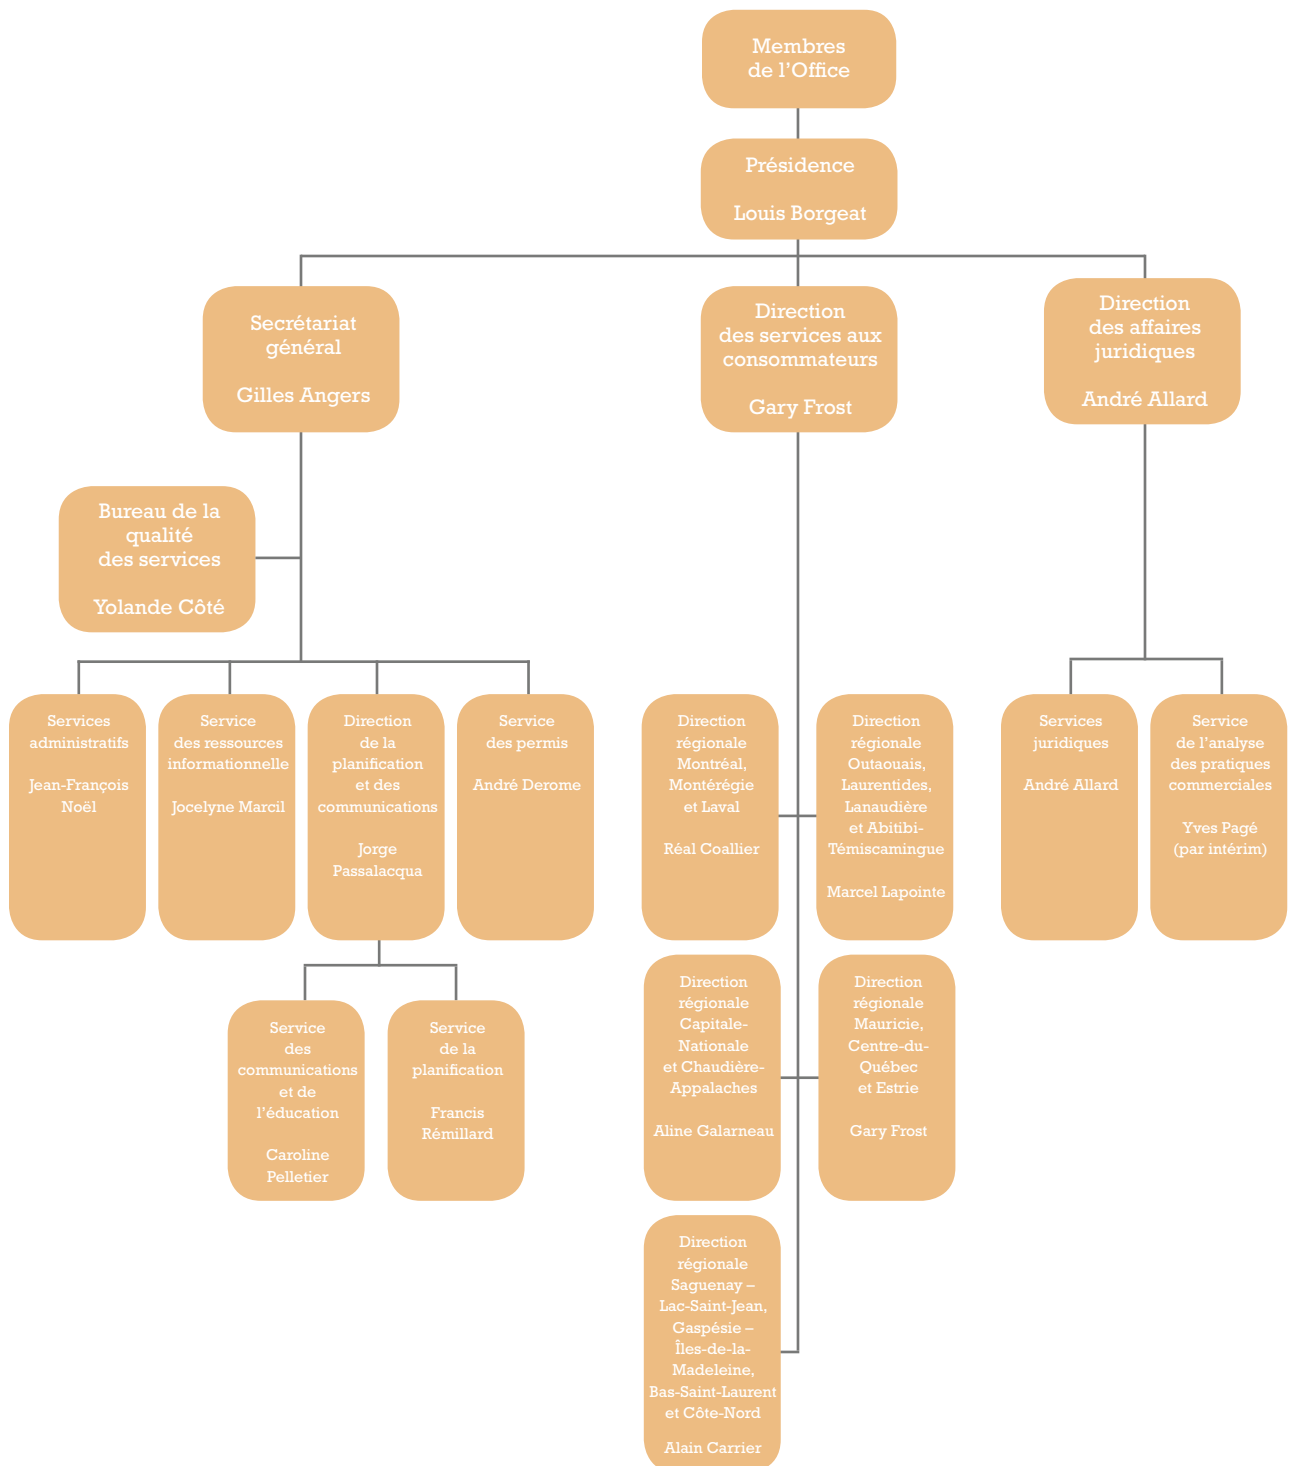 Membres
de l'Office
Présidence
Louis Borgeat
Secrétariat
général
Gilles Angers
Direction
des services aux
consommateurs
Gary Frost
Direction
des affaires
juridiques
André Allard
Bureau de la
qualité
des services
Yolande Côté
Services
administratifs
Jean-François
Noël
Service
des ressources
informationnelle
Jocelyne Marcil
Direction
de la
planification
et des
communications
Jorge
Passalacqua
Service
des permis
André Derome
Direction
régionale
Montréal,
Montérégie
et Laval
Réal Coallier
Direction
régionale
Outaouais,
Laurentides,
Lanaudière
et Abitibi-
Témiscamingue
Marcel Lapointe
Services
juridiques
André Allard
Service
de l'analyse
des pratiques
commerciales
Yves Pagé
(par intérim)
Service
des
communications
et de
l'éducation
Caroline
Pelletier
Service
de la
planification
Francis
Rémillard
Direction
régionale
Capitale-
Nationale
et Chaudière-
Appalaches
Aline Galarneau
Direction
régionale
Mauricie,
Centre-du-
Québec
et Estrie
Gary Frost
Direction
régionale
Saguenay –
Lac-Saint-Jean,
Gaspésie –
Îles-de-la-
Madeleine,
Bas-Saint-Laurent
et Côte-Nord
Alain Carrier